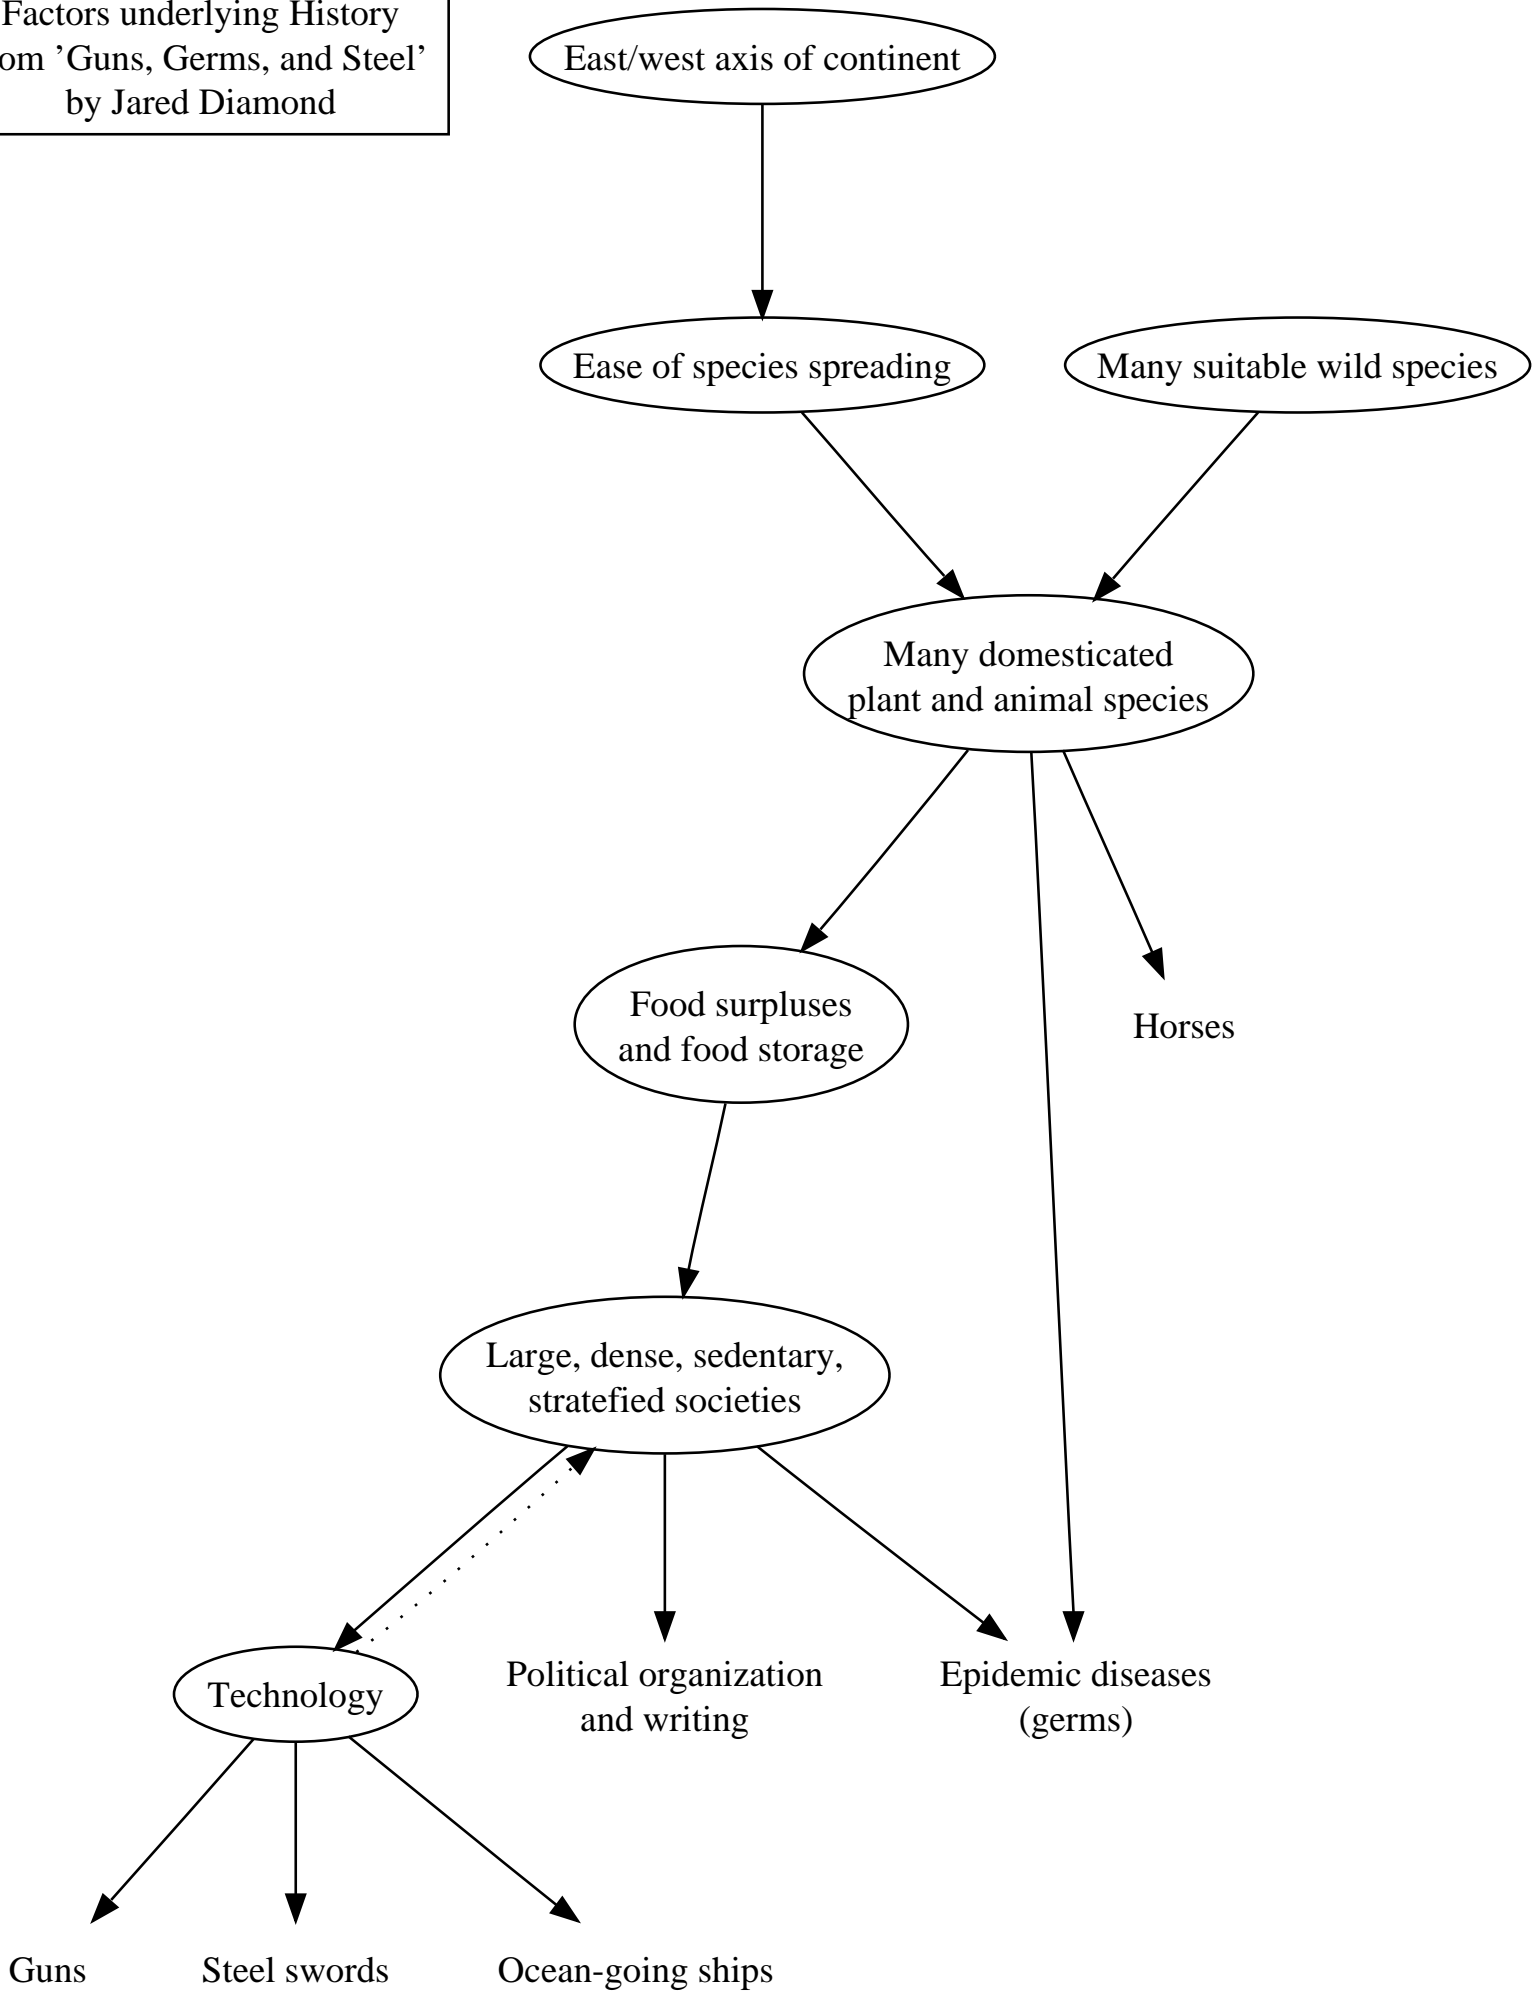 Factors underlying History
om ’Guns, Germs, and Steel’
by Jared Diamond
East/west axis of continent
Ease of species spreading
Many suitable wild species
Many domesticated
plant and animal species
Food surpluses
and food storage
Horses
Large, dense, sedentary,
stratefied societies
Technology
Political organization
and writing
Epidemic diseases
(germs)
Guns
Steel swords
Ocean-going ships